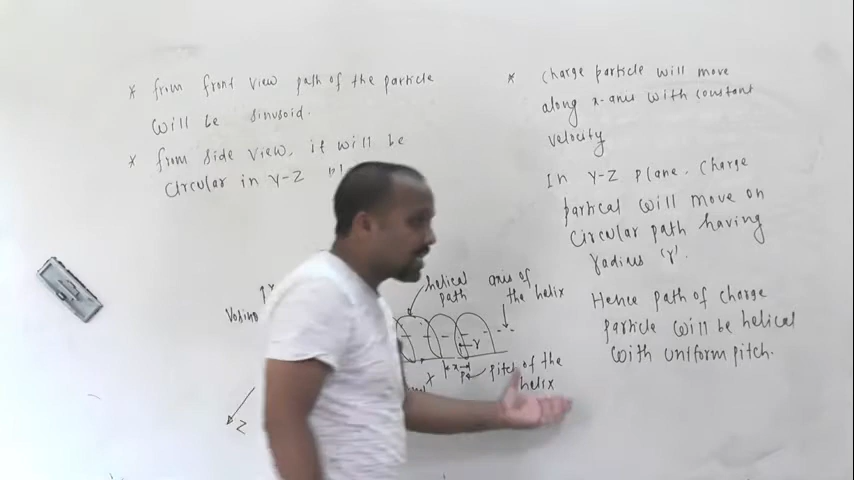 * from front view path of the particle
will be sinusoid.
* from side view, it will be
circular in Y-Z
* charge particle will move
along x-axis with constant
velocity
In Y-Z plane, charge
partical will move on
circular path having
radius 'r'.
Hence path of charge
particle will be helical
with uniform pitch.
helical
path
axis of
the helix
r
x
pitch of the
helix
Y
Z